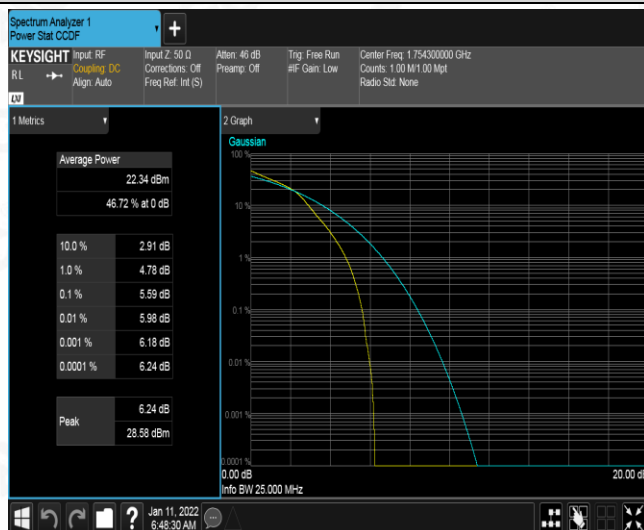 Spectrum Analyzer 1
Power Stat CCDF
KEYSIGHT
RL
Input: RF
Coupling: DC
Align: Auto
Input Z: 50 Ω
Corrections: Off
Freq Ref: Int (S)
Atten: 46 dB
Preamp: Off
Trig: Free Run
#IF Gain: Low
Center Freq: 1.754300000 GHz
Counts: 1.00 M/1.00 Mpt
Radio Std: None
1 Metrics
Average Power
22.34 dBm
46.72 % at 0 dB
10.0 % 2.91 dB
1.0 % 4.78 dB
0.1 % 5.59 dB
0.01 % 5.98 dB
0.001 % 6.18 dB
0.0001 % 6.24 dB
Peak
6.24 dB
28.58 dBm
2 Graph
Gaussian
100 %
10 %
1 %
0.1 %
0.01 %
0.001 %
0.0001 %
0.00 dB
20.00 d
Info BW 25.000 MHz
?
Jan 11, 2022
6:48:30 AM